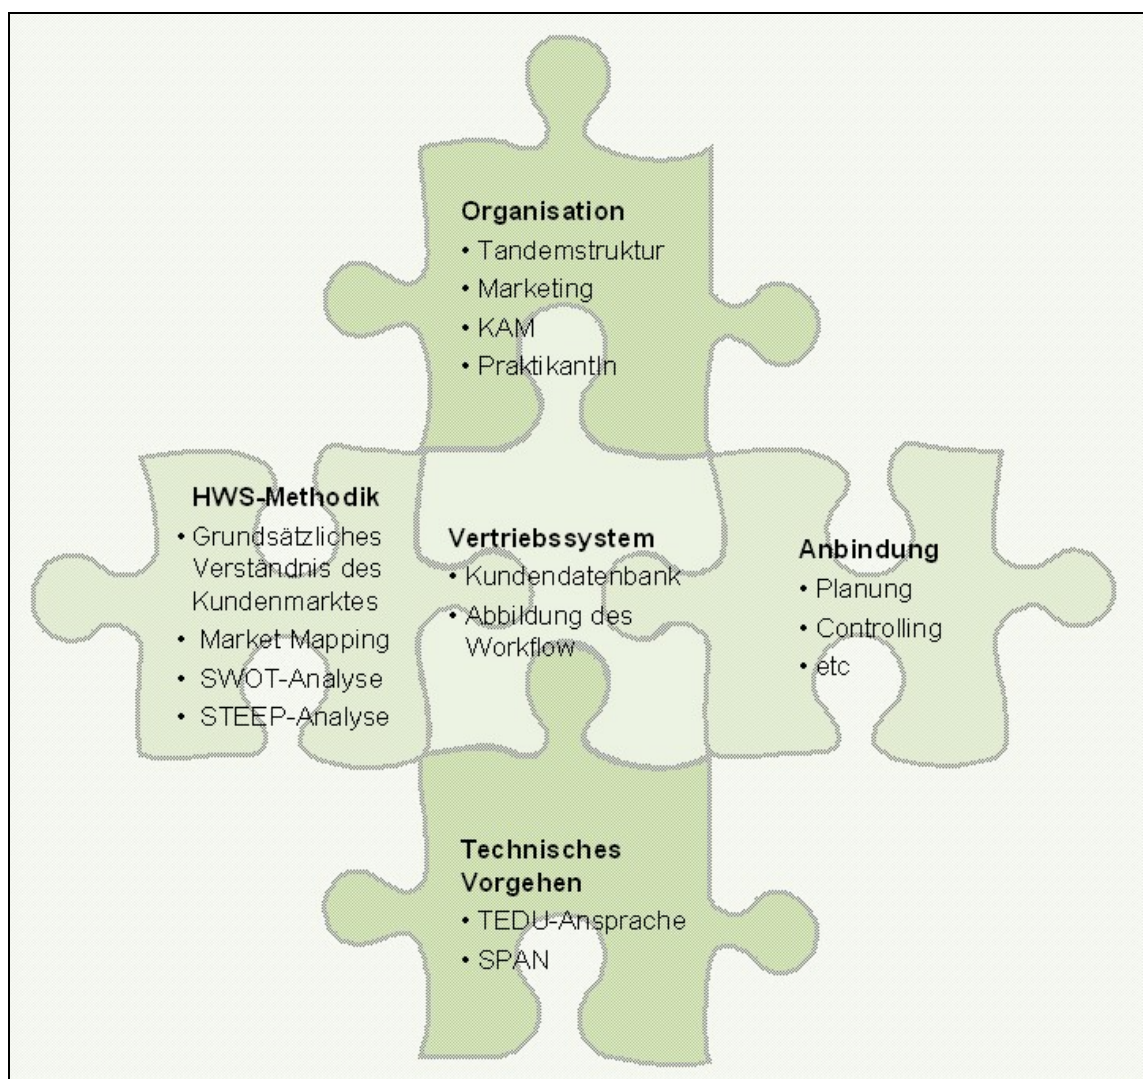 Organisation
• Tandemstruktur
• Marketing
• KAM
• PraktikantIn
HWS-Methodik
• Grundsätzliches
Verständnis des
Kundenmarktes
• Market Mapping
• SWOT-Analyse
• STEEP-Analyse
Vertriebssystem
• Kundendatenbank
• Abbildung des
Workflow
Anbindung
• Planung
• Controlling
• etc
Technisches
Vorgehen
• TEDU-Ansprache
• SPAN